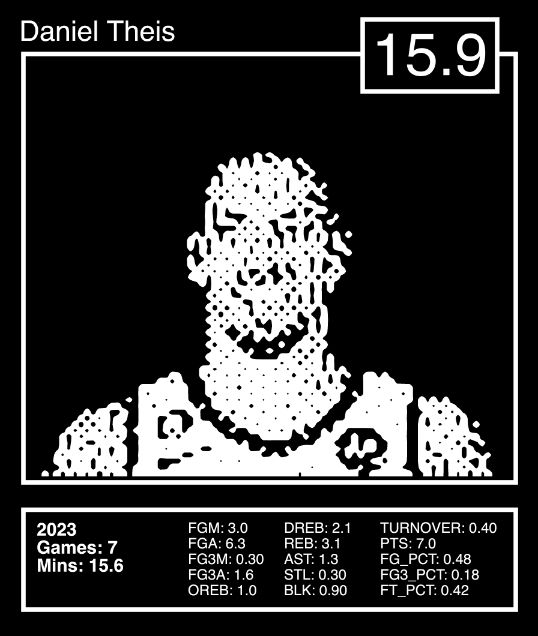 Daniel Theis
15.9
2023
Games: 7
Mins: 15.6
FGM: 3.0
FGA: 6.3
FG3M: 0.30
FG3A: 1.6
OREB: 1.0
DREB: 2.1
REB: 3.1
AST: 1.3
STL: 0.30
BLK: 0.90
TURNOVER: 0.40
PTS: 7.0
FG_PCT: 0.48
FG3_PCT: 0.18
FT_PCT: 0.42